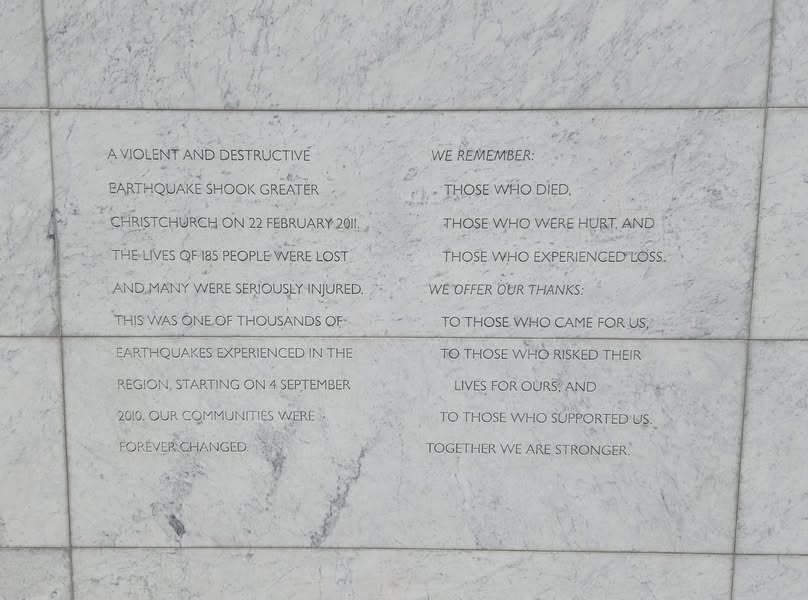 A VIOLENT AND DESTRUCTIVE
EARTHQUAKE SHOOK GREATER
CHRISTCHURCH ON 22 FEBRUARY 2011.
THE LIVES OF 185 PEOPLE WERE LOST
AND MANY WERE SERIOUSLY INJURED.
THIS WAS ONE OF THOUSANDS OF
EARTHQUAKES EXPERIENCED IN THE
REGION, STARTING ON 4 SEPTEMBER
2010. OUR COMMUNITIES WERE
FOREVER CHANGED.
WE REMEMBER:
THOSE WHO DIED,
THOSE WHO WERE HURT, AND
THOSE WHO EXPERIENCED LOSS.
WE OFFER OUR THANKS:
TO THOSE WHO CAME FOR US,
TO THOSE WHO RISKED THEIR
LIVES FOR OURS, AND
TO THOSE WHO SUPPORTED US.
TOGETHER WE ARE STRONGER.